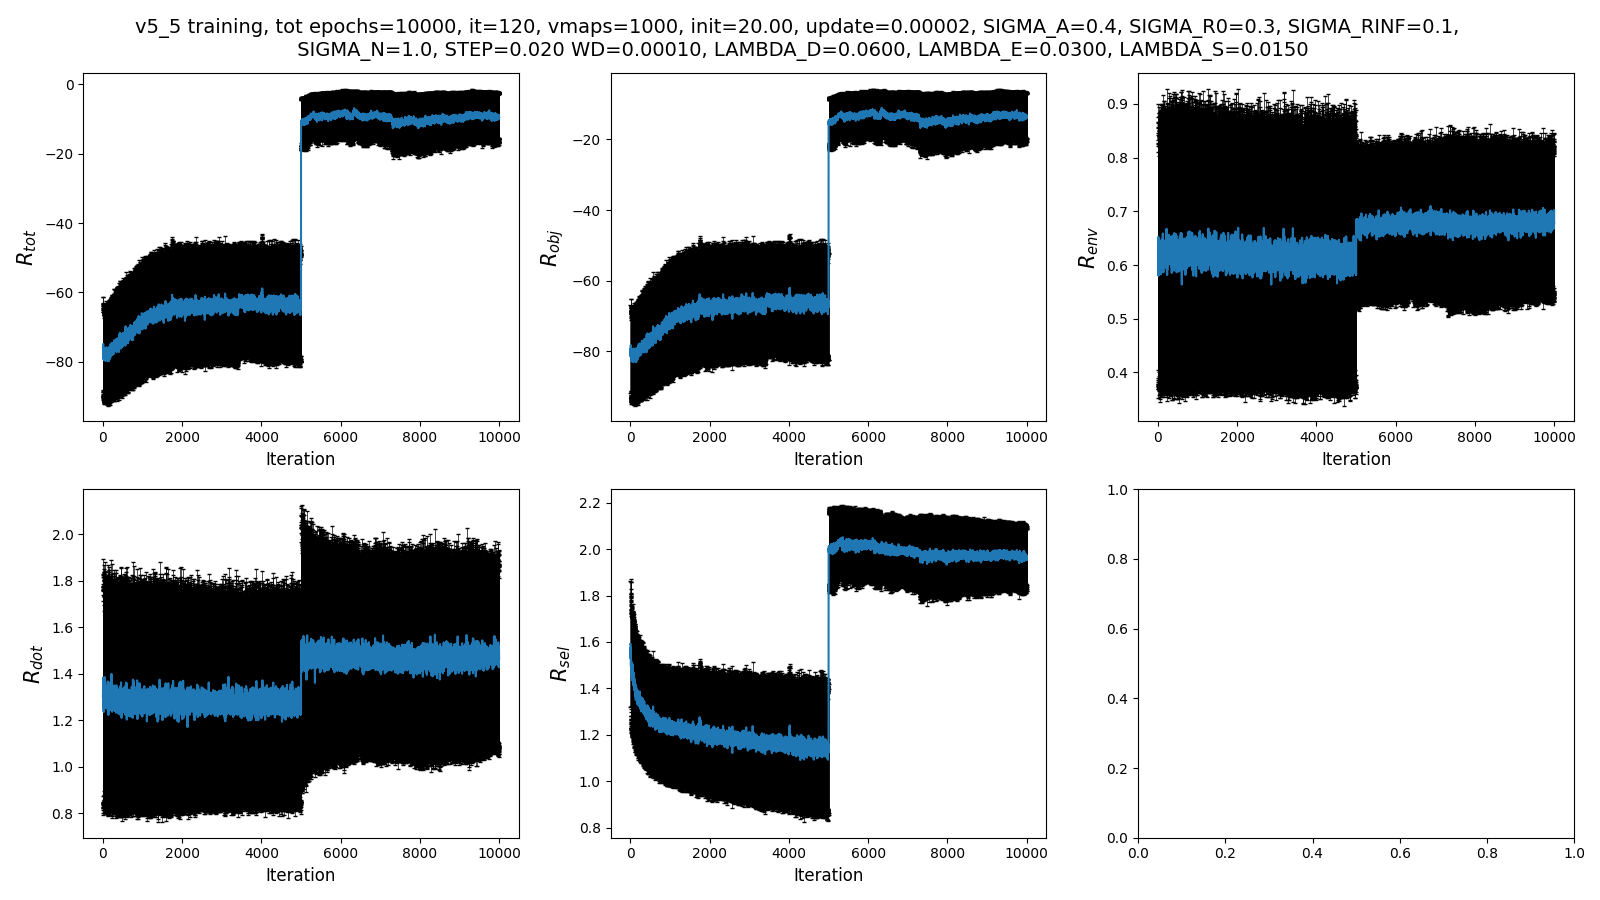 v5_5 training, tot epochs=10000, it=120, vmaps=1000, init=20.00, update=0.00002, SIGMA_A=0.4, SIGMA_R0=0.3, SIGMA_RINF=0.1,
SIGMA_N=1.0, STEP=0.020 WD=0.00010, LAMBDA_D=0.0600, LAMBDA_E=0.0300, LAMBDA_S=0.0150
R_tot
0
−20
−40
−60
−80
0 2000 4000 6000 8000 10000
Iteration
R_obj
−20
−40
−60
−80
0 2000 4000 6000 8000 10000
Iteration
R_env
0.9
0.8
0.7
0.6
0.5
0.4
0 2000 4000 6000 8000 10000
Iteration
R_dot
2.0
1.8
1.6
1.4
1.2
1.0
0.8
0 2000 4000 6000 8000 10000
Iteration
R_sel
2.2
2.0
1.8
1.6
1.4
1.2
1.0
0.8
0 2000 4000 6000 8000 10000
Iteration
1.0
0.8
0.6
0.4
0.2
0.0
0.0 0.2 0.4 0.6 0.8 1.0